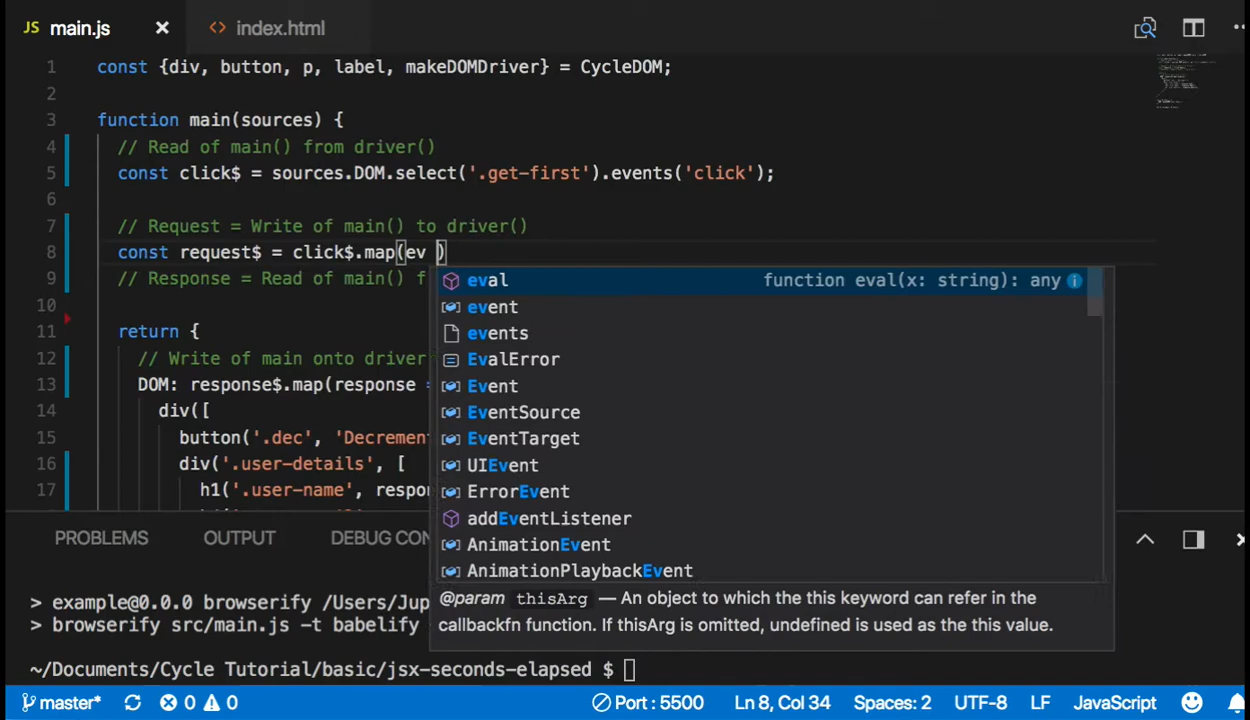 JS main.js × <> index.html
1 const {div, button, p, label, makeDOMDriver} = CycleDOM;
2
3 function main(sources) {
4 // Read of main() from driver()
5 const click$ = sources.DOM.select('.get-first').events('click');
6
7 // Request = Write of main() to driver()
8 const request$ = click$.map(ev )
9 // Response = Read of main() f
10
11 return {
12 // Write of main onto driver
13 DOM: response$.map(response =
14 div([
15 button('.dec', 'Decrement
16 div('.user-details', [
17 h1('.user-name', respon
eval function eval(x: string): any
event
events
EvalError
Event
EventSource
EventTarget
UIEvent
ErrorEvent
addEventListener
AnimationEvent
AnimationPlaybackEvent
@param thisArg — An object to which the this keyword can refer in the
callbackfn function. If thisArg is omitted, undefined is used as the this value.
PROBLEMS OUTPUT DEBUG CON
> example@0.0.0 browserify /Users/Jup
> browserify src/main.js -t babelify
~/Documents/Cycle Tutorial/basic/jsx-seconds-elapsed $
master* 0 0 Port : 5500 Ln 8, Col 34 Spaces: 2 UTF-8 LF JavaScript